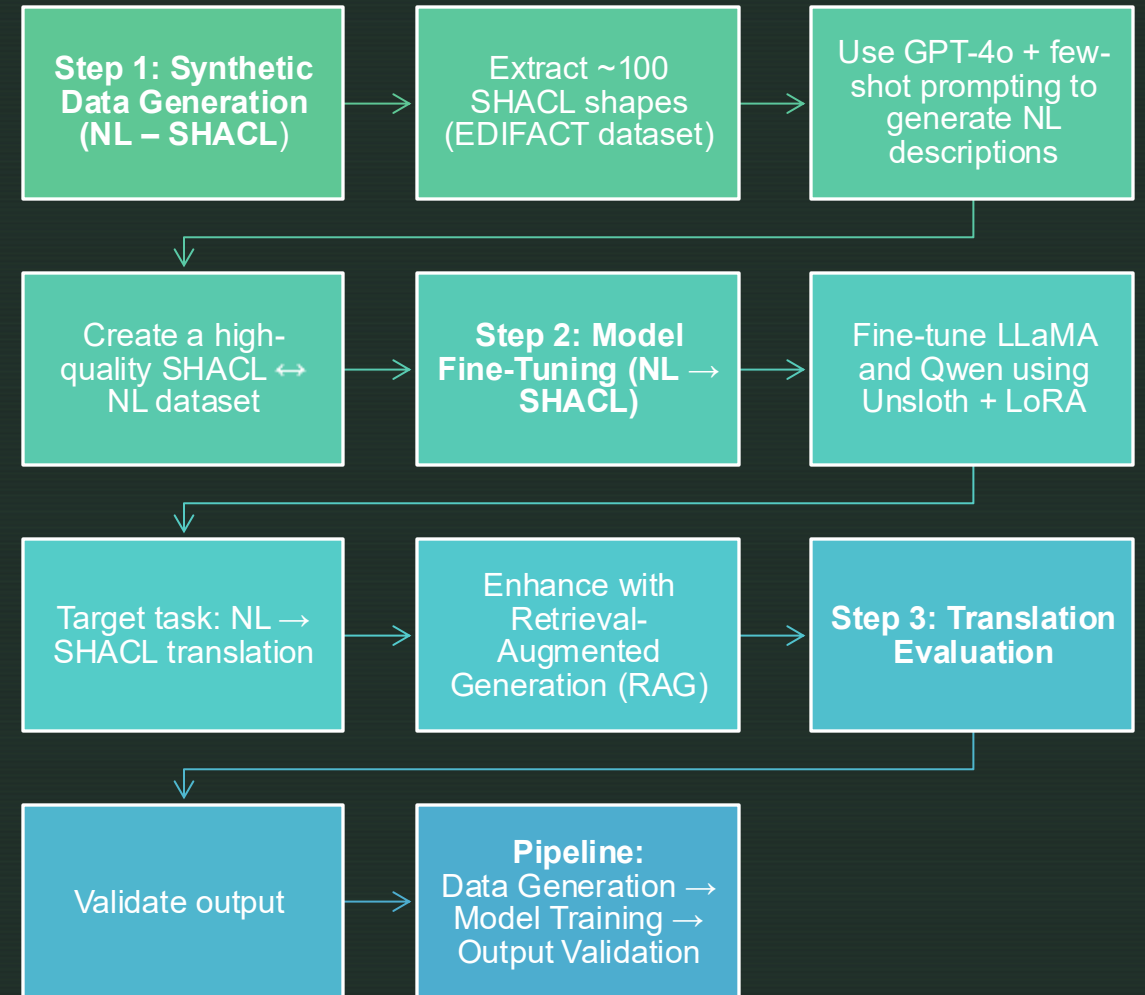 Step 1: Synthetic
Data Generation
(NL – SHACL)
Extract ~100
SHACL shapes
(EDIFACT dataset)
Use GPT-4o + few-
shot prompting to
generate NL
descriptions
Create a high-
quality SHACL ↔
NL dataset
Step 2: Model
Fine-Tuning (NL →
SHACL)
Fine-tune LLaMA
and Qwen using
Unsloth + LoRA
Target task: NL →
SHACL translation
Enhance with
Retrieval-
Augmented
Generation (RAG)
Step 3: Translation
Evaluation
Validate output
Pipeline:
Data Generation →
Model Training →
Output Validation